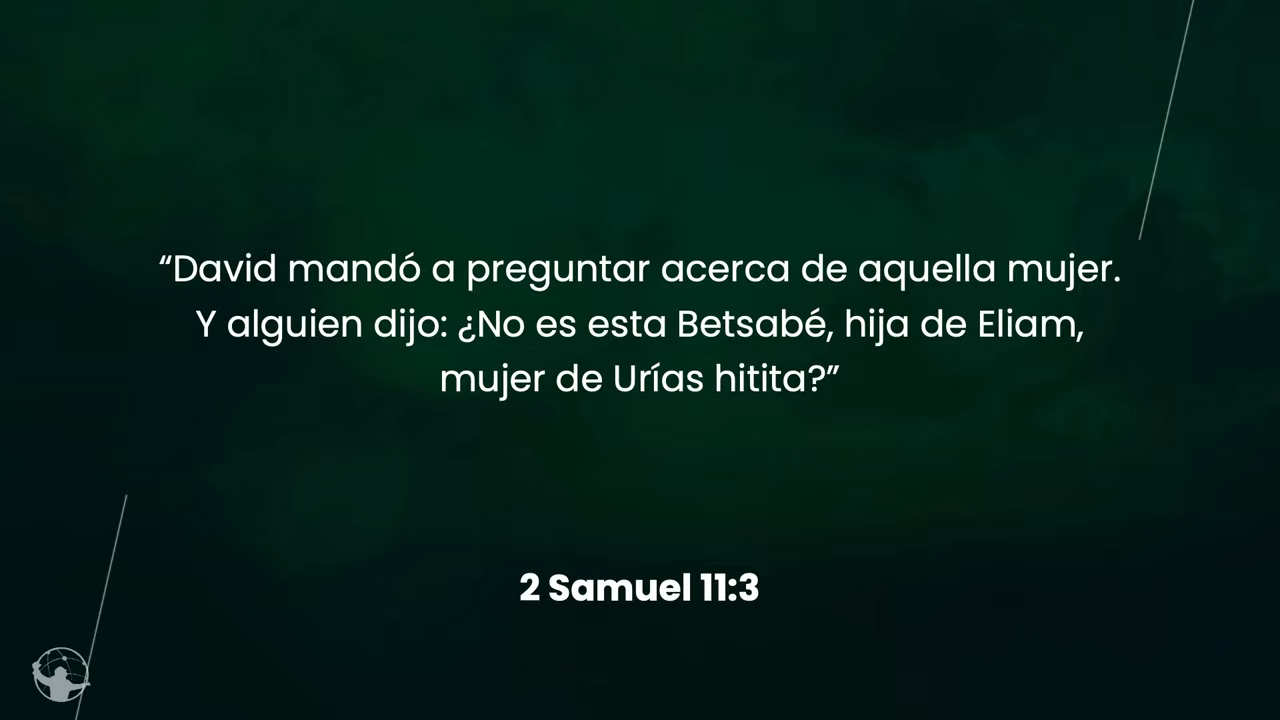 “David mandó a preguntar acerca de aquella mujer.
Y alguien dijo: ¿No es esta Betsabé, hija de Eliam,
mujer de Urías hitita?”
2 Samuel 11:3